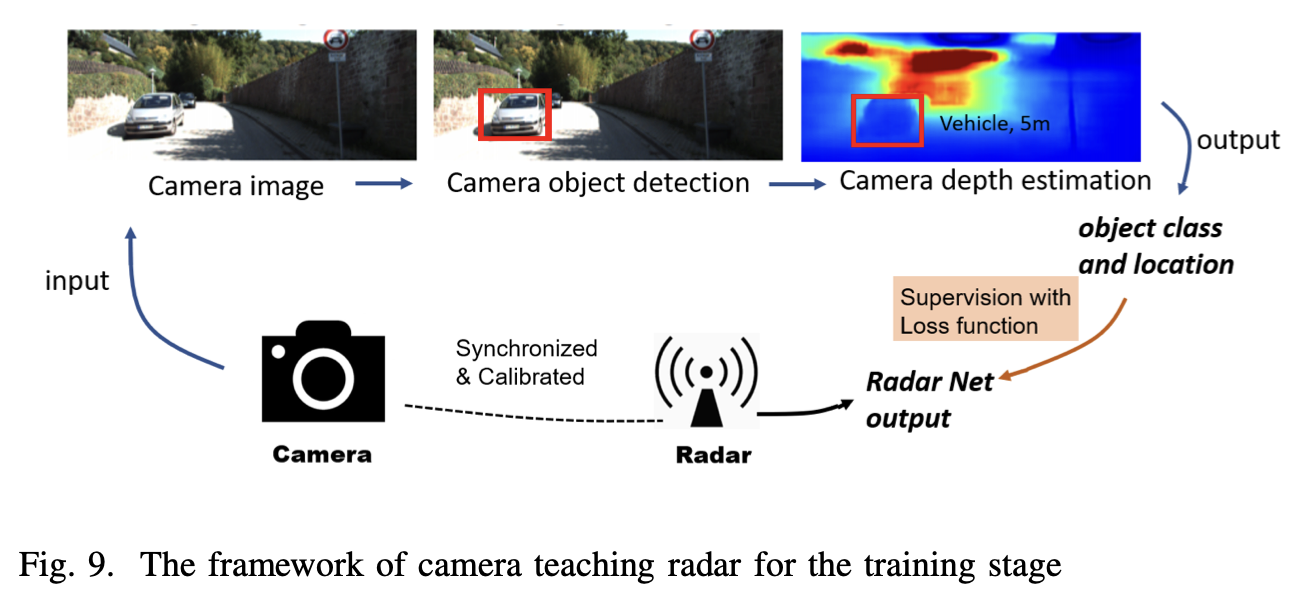 Vehicle, 5m
output
Camera image
Camera object detection
Camera depth estimation
object class
and location
input
Supervision with
Loss function
Synchronized
& Calibrated
Radar Net
output
Camera
Radar
Fig. 9. The framework of camera teaching radar for the training stage